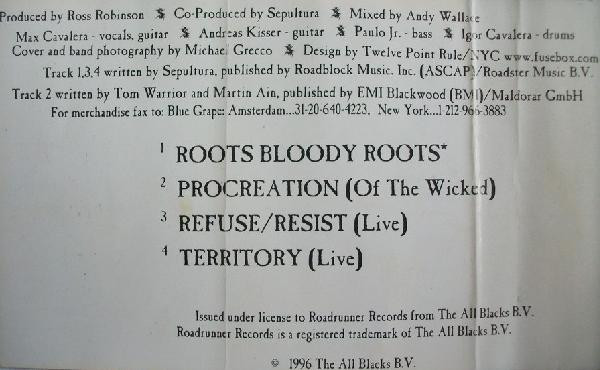 Produced by Ross Robinson Co-Produced by Sepultura Mixed by Andy Wallace
Max Cavalera - vocals, guitar Andreas Kisser - guitar Paulo Jr. - bass Igor Cavalera - drums
Cover and band photography by Michael Grecco Design by Twelve Point Rule/NYC www.fusebox.com
Track 1,3,4 written by Sepultura, published by Roadblock Music. Inc. (ASCAP)/Roadster Music B.V.
Track 2 written by Tom Warrior and Martin Ain, published by EMI Blackwood (BMI)/Maldorar GmbH
For merchandise fax to: Blue Grape: Amsterdam...31-20-640-4223, New York...1-212-966-3883
1 ROOTS BLOODY ROOTS*
2 PROCREATION (Of The Wicked)
3 REFUSE/RESIST (Live)
4 TERRITORY (Live)
Issued under license to Roadrunner Records from The All Blacks B.V.
Roadrunner Records is a registered trademark of The All Blacks B.V.
© 1996 The All Blacks B.V.